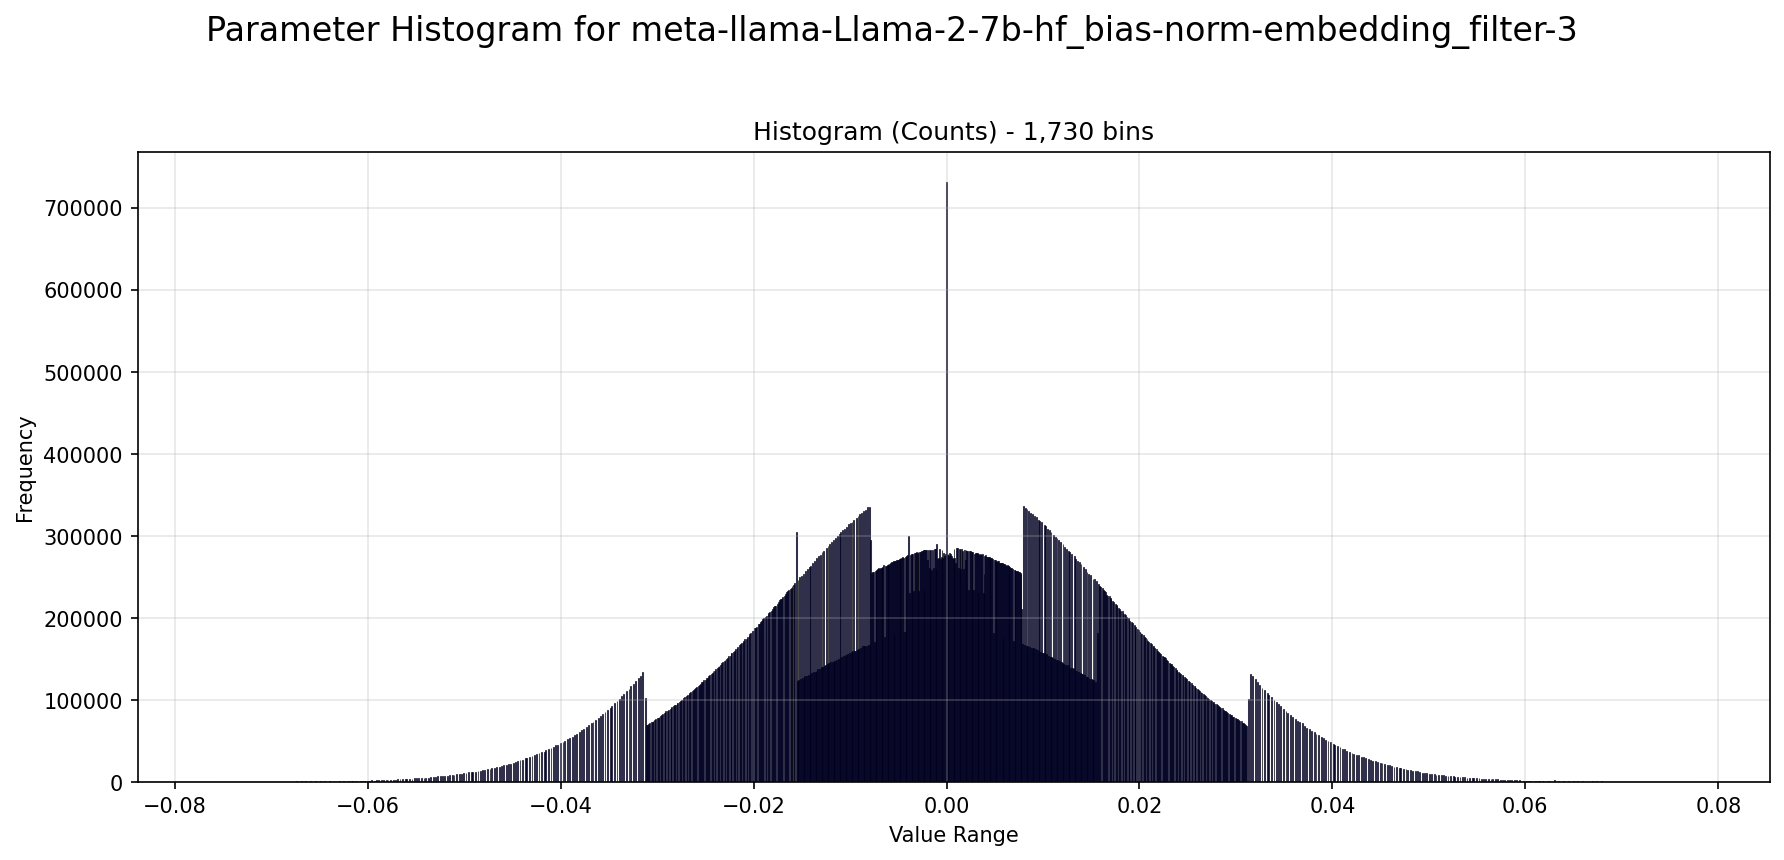 Parameter Histogram for meta-llama-Llama-2-7b-hf_bias-norm-embedding_filter-3
Histogram (Counts) - 1,730 bins
700000
600000
500000
400000
300000
200000
100000
0
Frequency
−0.08 −0.06 −0.04 −0.02 0.00 0.02 0.04 0.06 0.08
Value Range